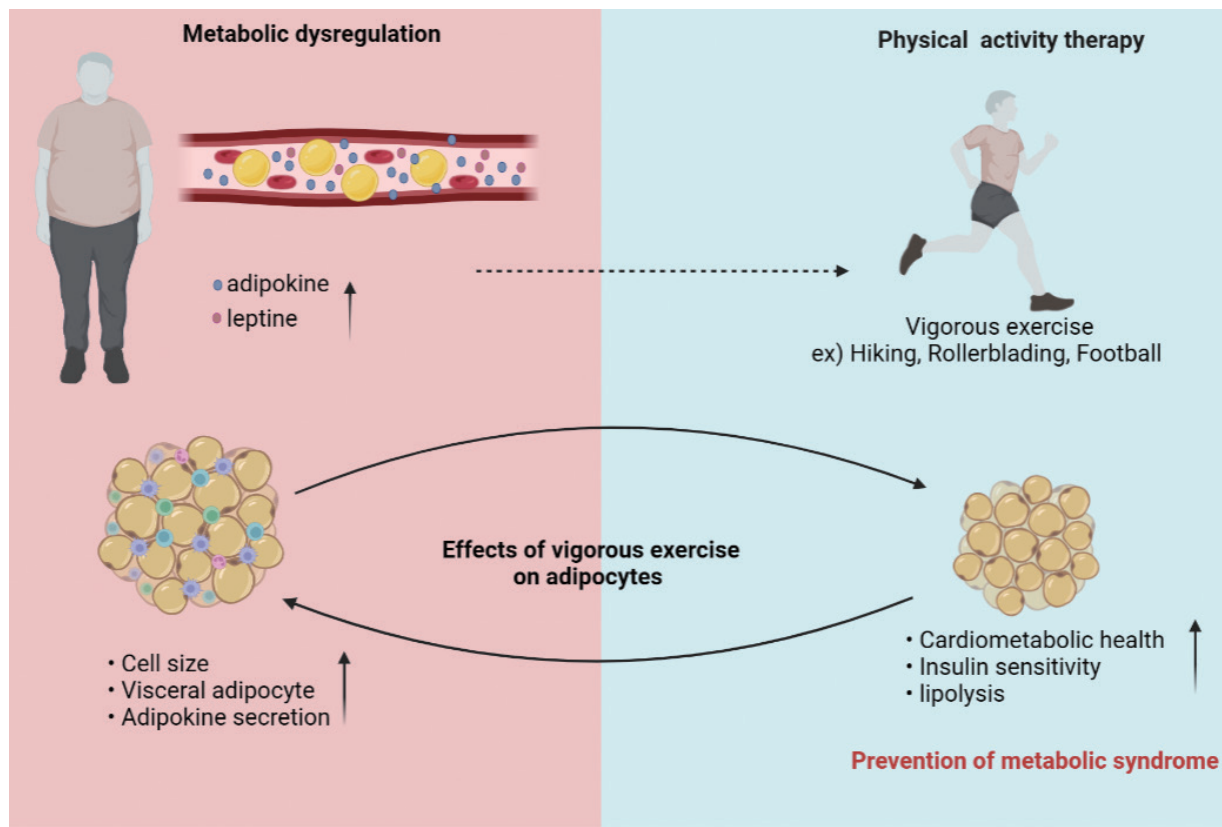 Metabolic dysregulation
Physical activity therapy
adipokine
leptine
Vigorous exercise
ex) Hiking, Rollerblading, Football
Effects of vigorous exercise
on adipocytes
• Cell size
• Visceral adipocyte
• Adipokine secretion
• Cardiometabolic health
• Insulin sensitivity
• lipolysis
Prevention of metabolic syndrome